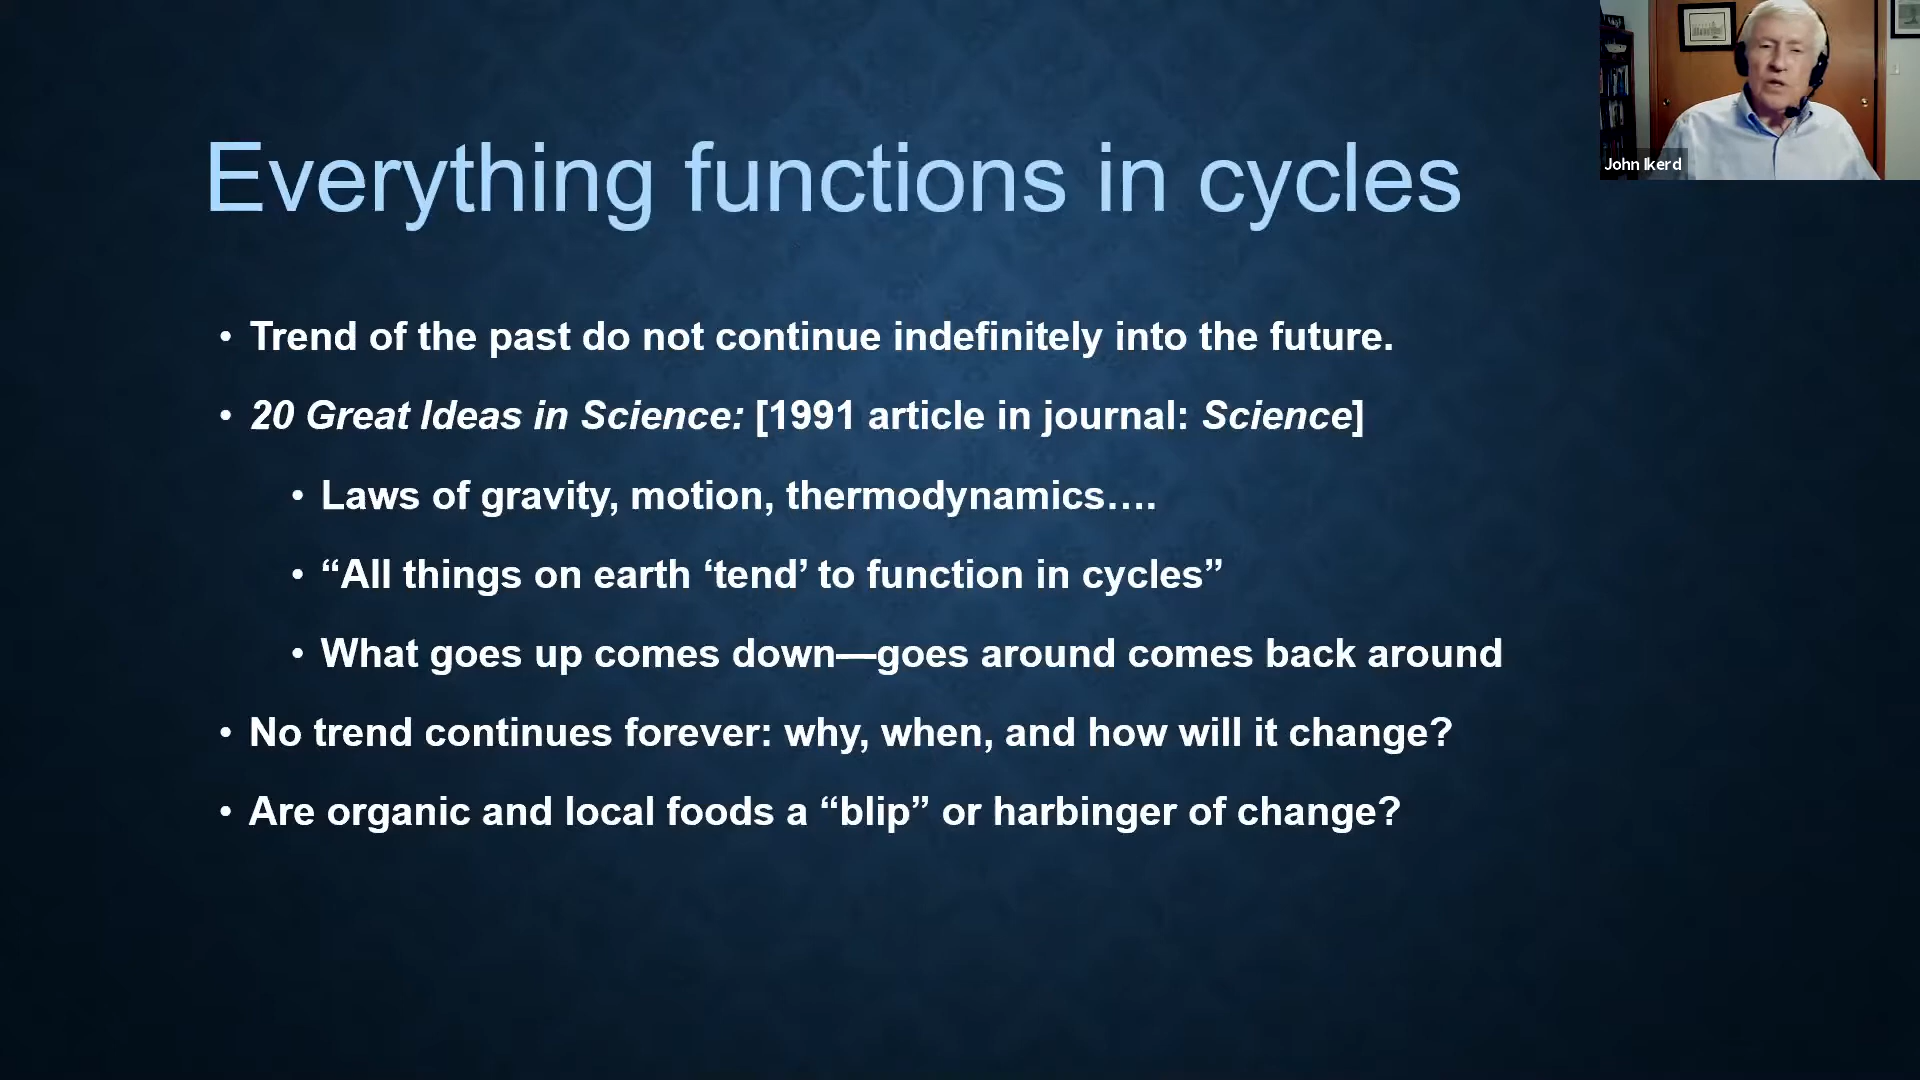 Everything functions in cycles
John Ikerd
• Trend of the past do not continue indefinitely into the future.
• 20 Great Ideas in Science: [1991 article in journal: Science]
• Laws of gravity, motion, thermodynamics….
• “All things on earth ‘tend’ to function in cycles”
• What goes up comes down—goes around comes back around
• No trend continues forever: why, when, and how will it change?
• Are organic and local foods a “blip” or harbinger of change?